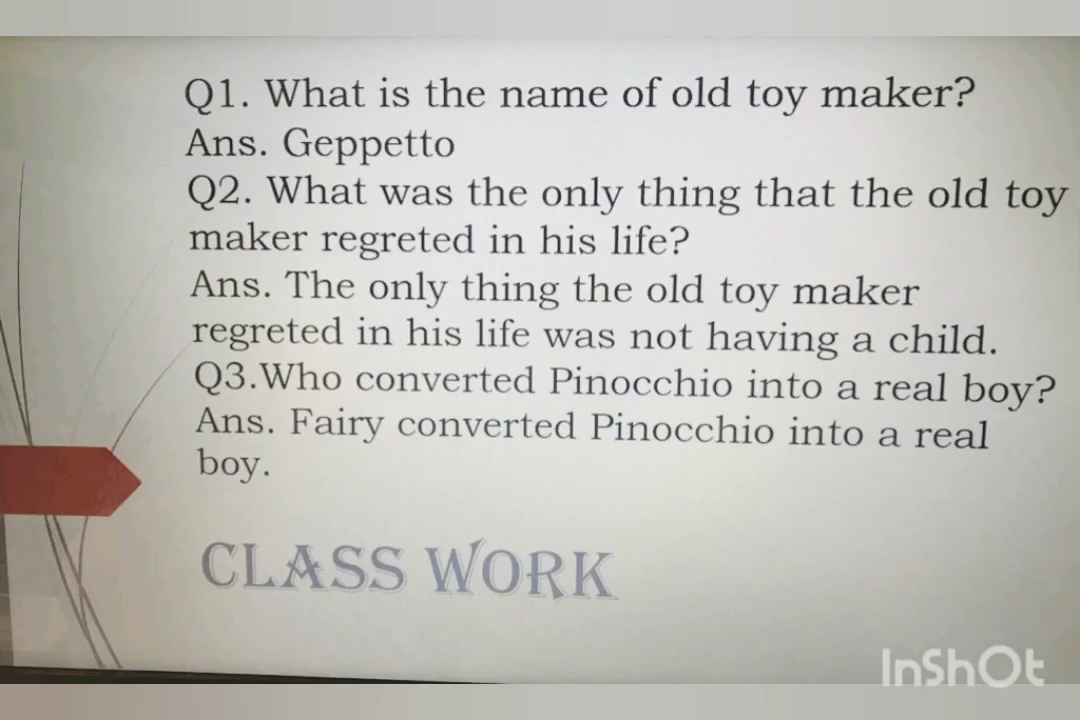 Q1. What is the name of old toy maker?
Ans. Geppetto
Q2. What was the only thing that the old toy
maker regreted in his life?
Ans. The only thing the old toy maker
regreted in his life was not having a child.
Q3.Who converted Pinocchio into a real boy?
Ans. Fairy converted Pinocchio into a real
boy.
CLASS WORK
InShOt